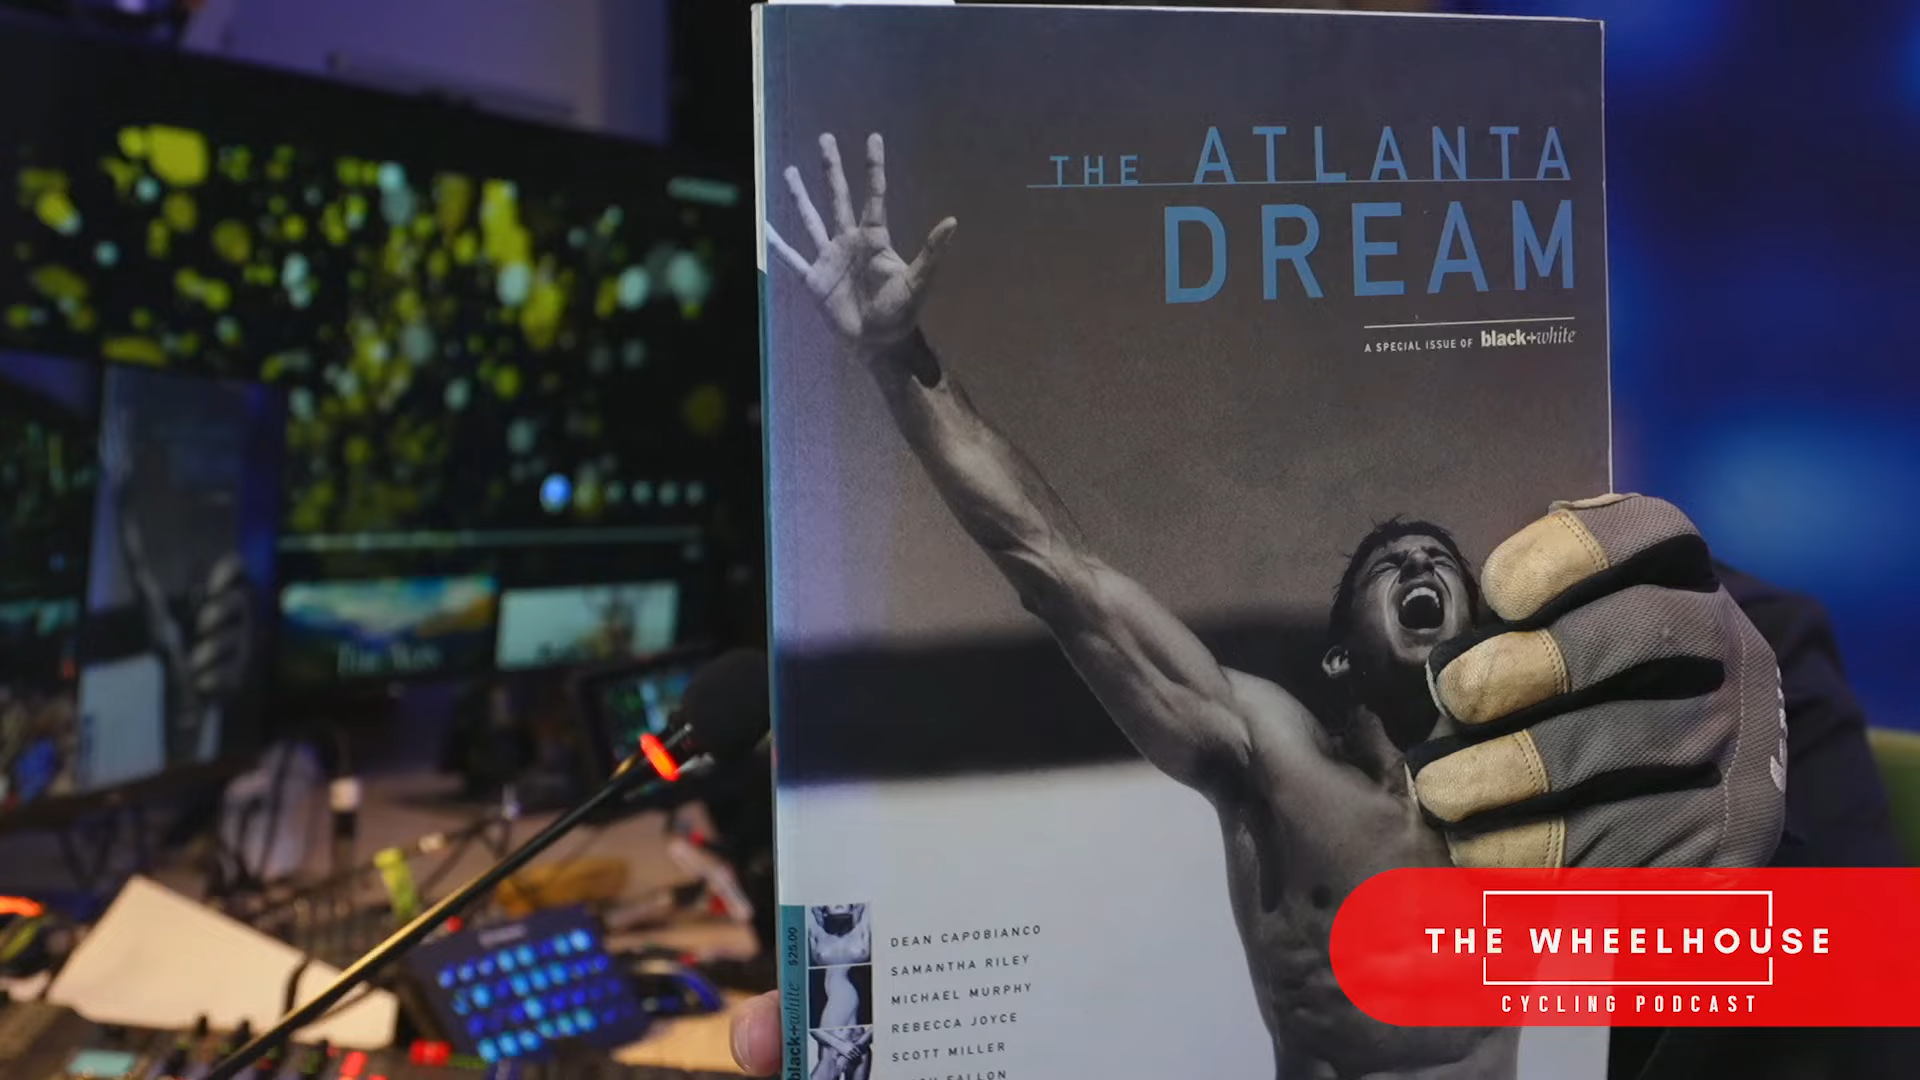 THE ATLANTA
DREAM
A SPECIAL ISSUE OF black+white
$25.00
black+white
DEAN CAPOBIANCO
SAMANTHA RILEY
MICHAEL MURPHY
REBECCA JOYCE
SCOTT MILLER
FALLON
THE WHEELHOUSE
CYCLING PODCAST